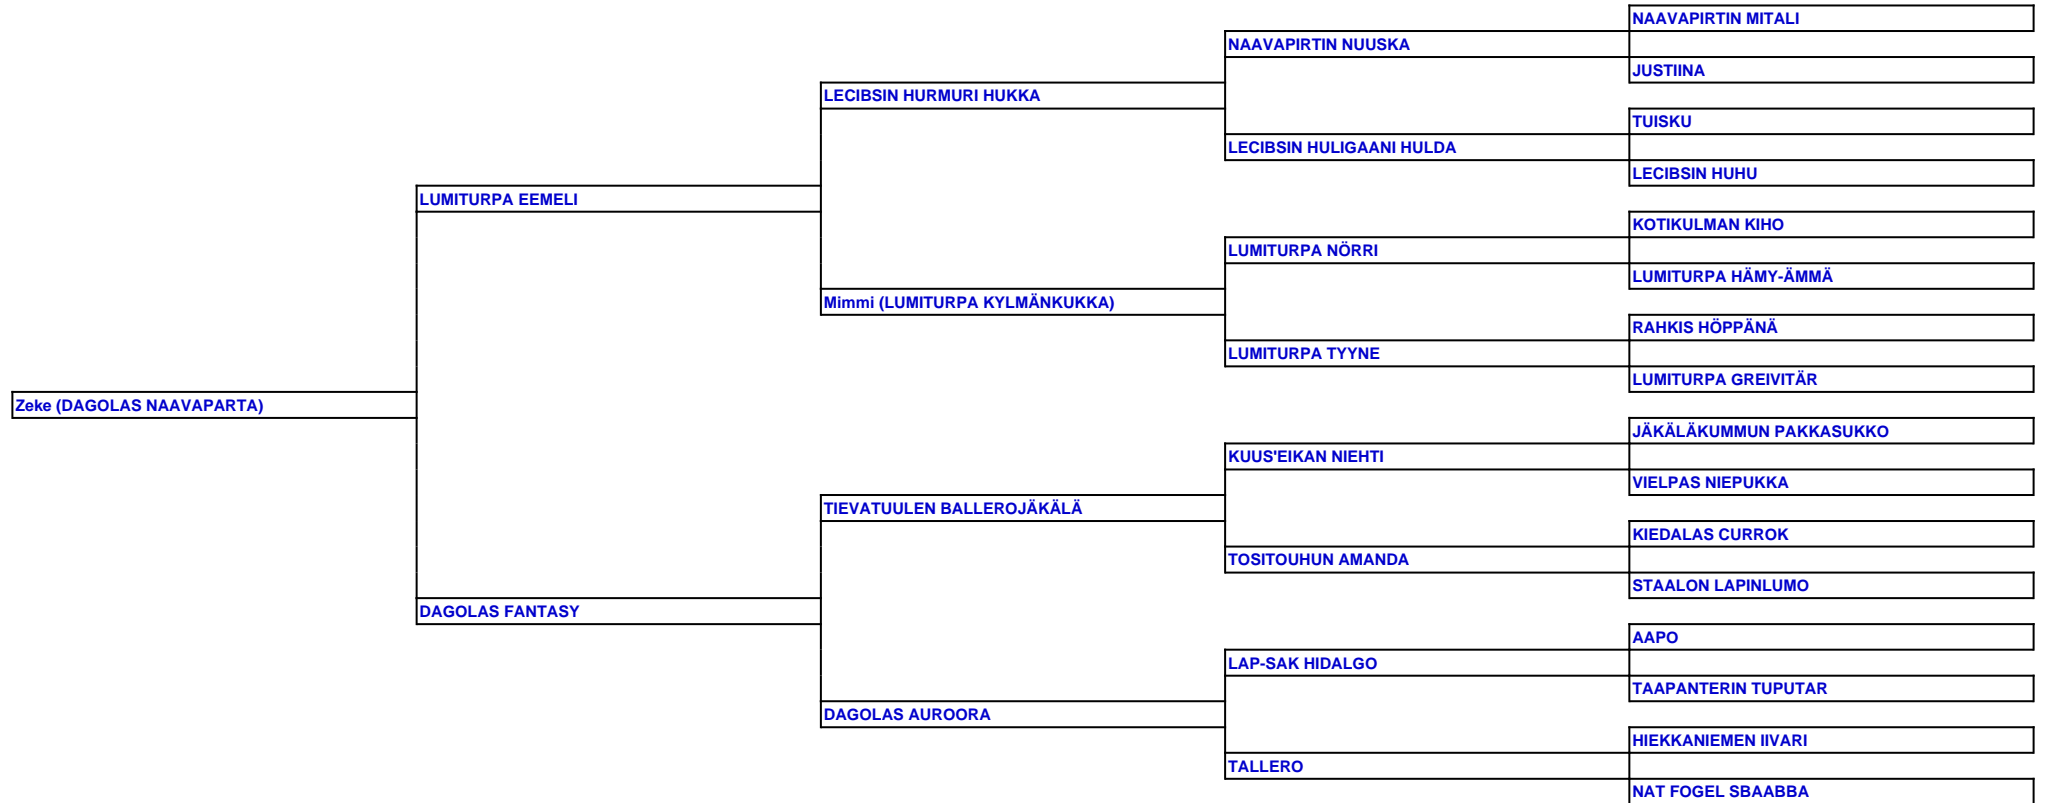 NAAVAPIRTIN MITALI
NAAVAPIRTIN NUUSKA
JUSTIINA
LECIBSIN HURMURI HUKKA
TUISKU
LECIBSIN HULIGAANI HULDA
LECIBSIN HUHU
LUMITURPA EEMELI
KOTIKULMAN KIHO
LUMITURPA NÖRRI
LUMITURPA HÄMY-ÄMMÄ
Mimmi (LUMITURPA KYLMÄNKUKKA)
RAHKIS HÖPPÄNÄ
LUMITURPA TYYNE
LUMITURPA GREIVITÄR
Zeke (DAGOLAS NAAVAPARTA)
JÄKÄLÄKUMMUN PAKKASUKKO
KUUS'EIKAN NIEHTI
VIELPAS NIEPUKKA
TIEVATUULEN BALLEROJÄKÄLÄ
KIEDALAS CURROK
TOSITOUHUN AMANDA
STAALON LAPINLUMO
DAGOLAS FANTASY
AAPO
LAP-SAK HIDALGO
TAAPANTERIN TUPUTAR
DAGOLAS AUROORA
HIEKKANIEMEN IIVARI
TALLERO
NAT FOGEL SBAABBA